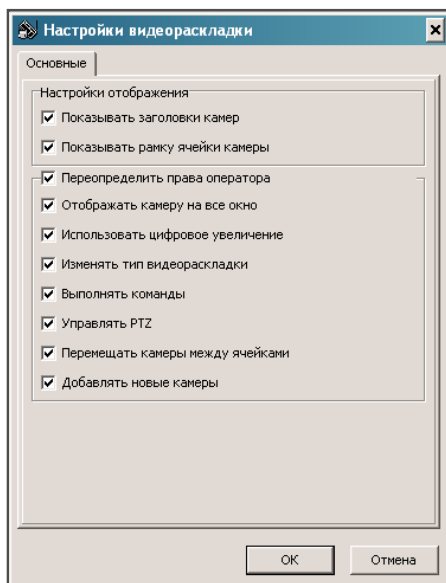 Настройки видеораскладки
Основные
Настройки отображения
Показывать заголовки камер
Показывать рамку ячейки камеры
Переопределить права оператора
Отображать камеру на все окно
Использовать цифровое увеличение
Изменять тип видеораскладки
Выполнять команды
Управлять PTZ
Перемещать камеры между ячейками
Добавлять новые камеры
ОК
Отмена